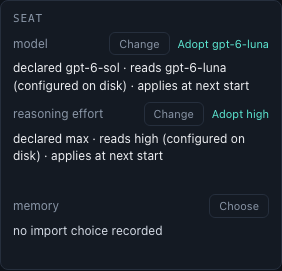 SEAT
model Change Adopt gpt-6-luna
declared gpt-6-sol · reads gpt-6-luna
(configured on disk) · applies at next start
reasoning effort Change Adopt high
declared max · reads high (configured on
disk) · applies at next start
memory Choose
no import choice recorded